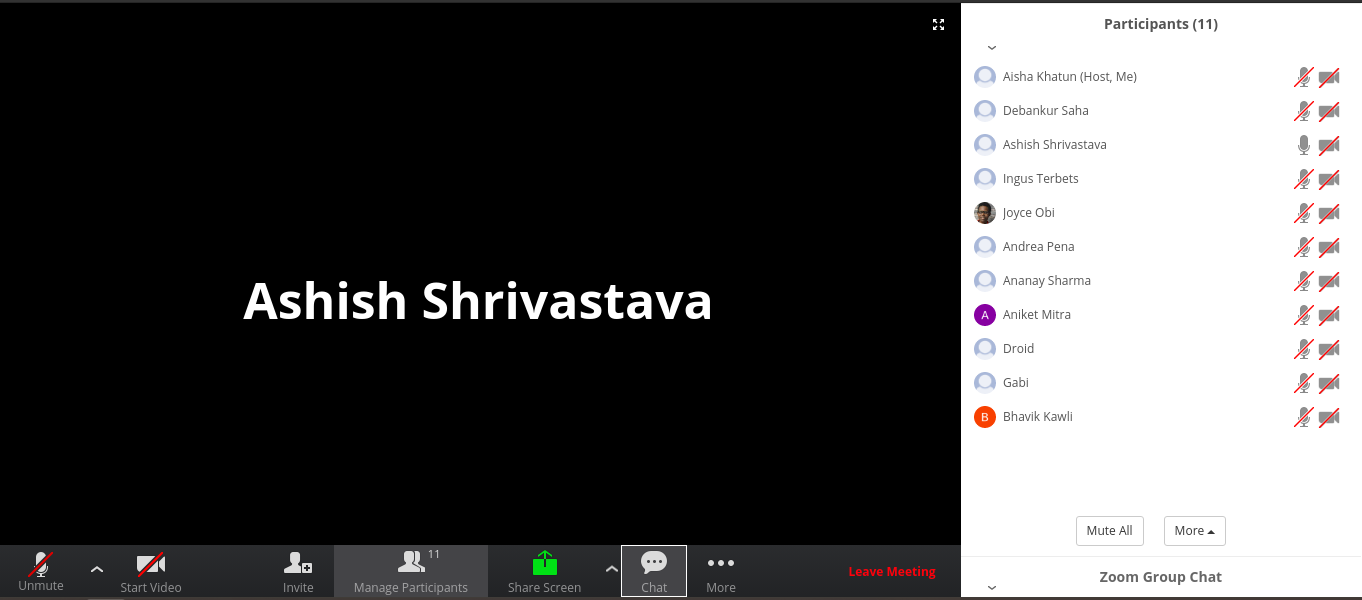 Participants (11)
Aisha Khatun (Host, Me)
Debankur Saha
Ashish Shrivastava
Ingus Terbets
Joyce Obi
Andrea Pena
Ananay Sharma
A Aniket Mitra
Droid
Gabi
B Bhavik Kawli
Mute All More
Zoom Group Chat
Ashish Shrivastava
11
Unmute Start Video Invite Manage Participants Share Screen Chat More Leave Meeting